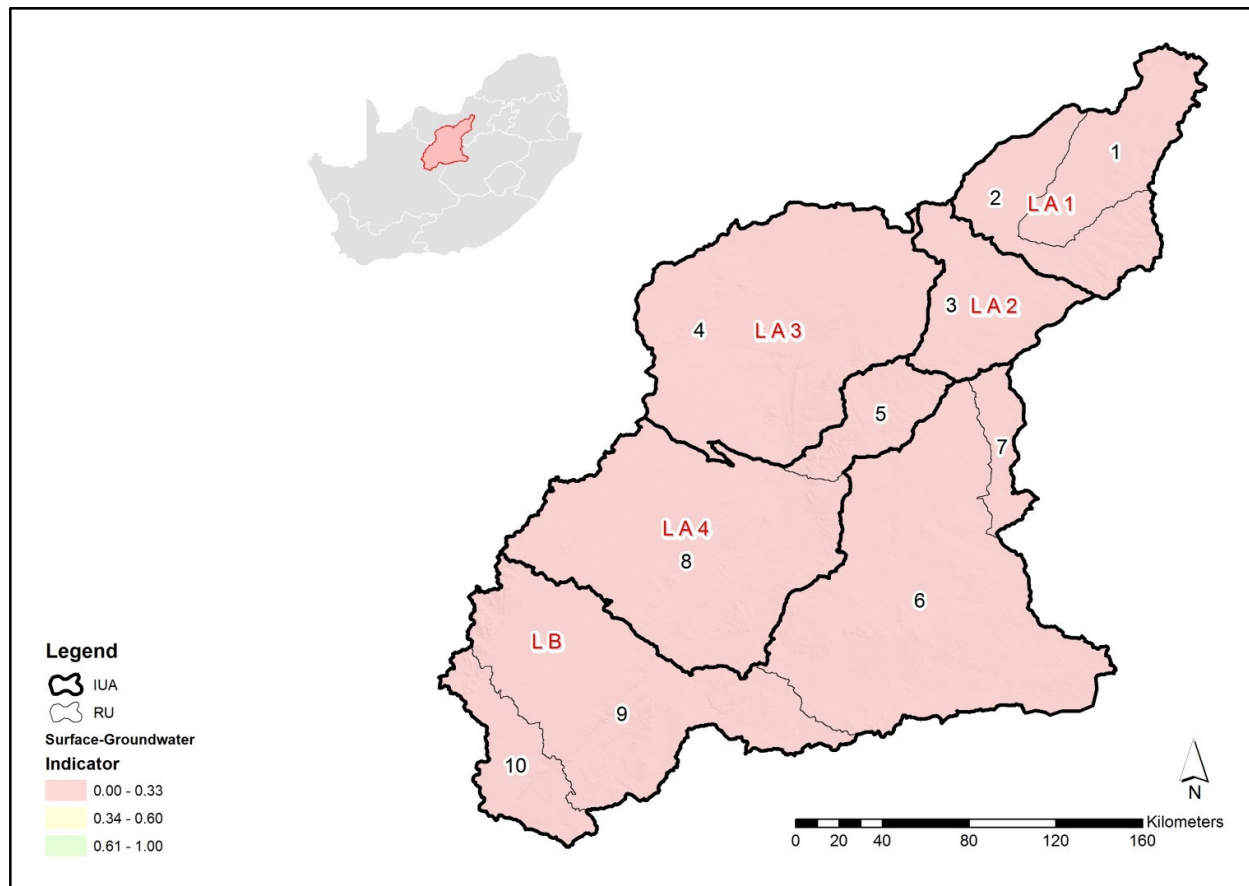 1
2
LA1
3
LA2
4
LA3
5
7
LA4
8
6
LB
9
10
Legend
IUA
RU
Surface-Groundwater
Indicator
0.00 - 0.33
0.34 - 0.60
0.61 - 1.00
N
Kilometers
0 20 40 80 120 160